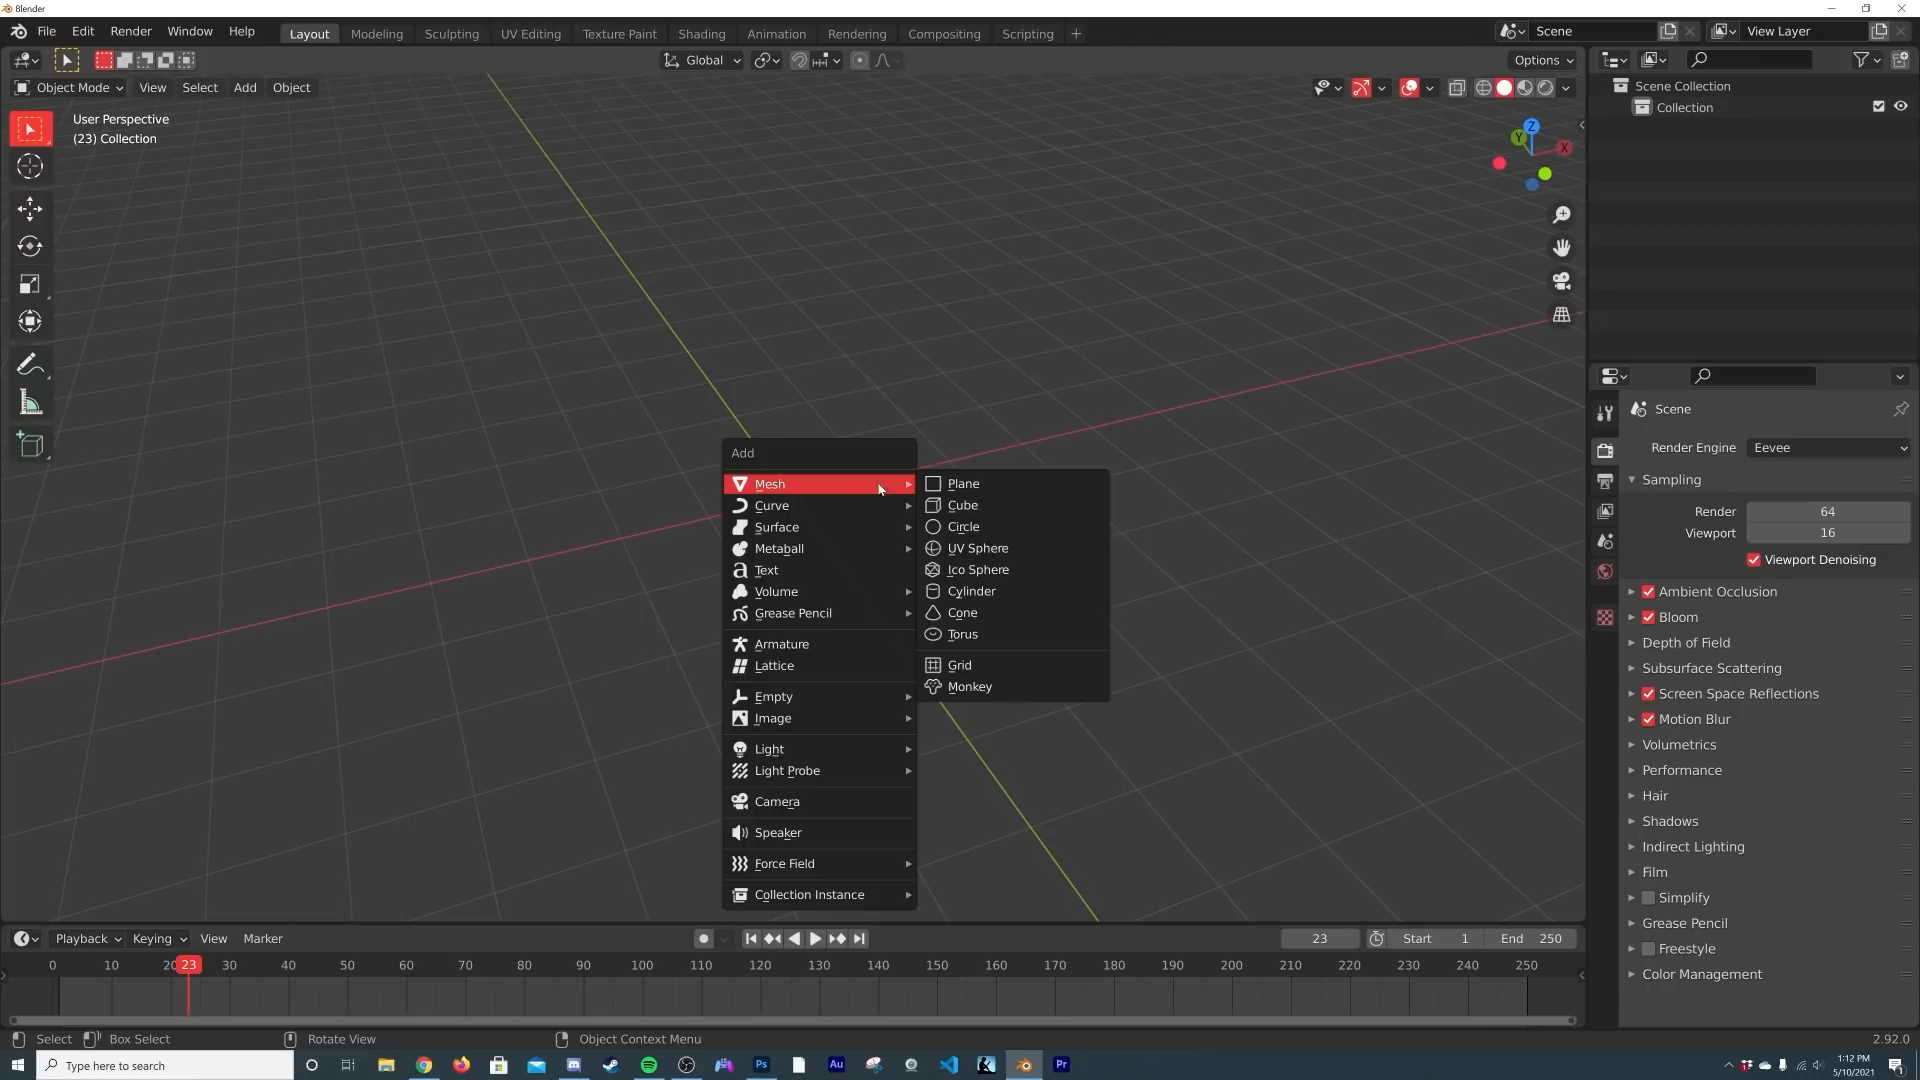 Blender
File Edit Render Window Help Layout Modeling Sculpting UV Editing Texture Paint Shading Animation Rendering Compositing Scripting + Scene View Layer
Global Options
Object Mode View Select Add Object
User Perspective
(23) Collection
Z
Y
X
Scene Collection
Collection
Add
Mesh
Curve
Surface
Metaball
Text
Volume
Grease Pencil
Armature
Lattice
Empty
Image
Light
Light Probe
Camera
Speaker
Force Field
Collection Instance
Plane
Cube
Circle
UV Sphere
Ico Sphere
Cylinder
Cone
Torus
Grid
Monkey
Scene
Render Engine Eevee
Sampling
Render 64
Viewport 16
Viewport Denoising
Ambient Occlusion
Bloom
Depth of Field
Subsurface Scattering
Screen Space Reflections
Motion Blur
Volumetrics
Performance
Hair
Shadows
Indirect Lighting
Film
Simplify
Grease Pencil
Freestyle
Color Management
Playback Keying View Marker 23 Start 1 End 250
0 10 20 23 30 40 50 60 70 80 90 100 110 120 130 140 150 160 170 180 190 200 210 220 230 240 250
Select Box Select Rotate View Object Context Menu 2.92.0
Type here to search Ps Au Pr 1:12 PM
5/10/2021